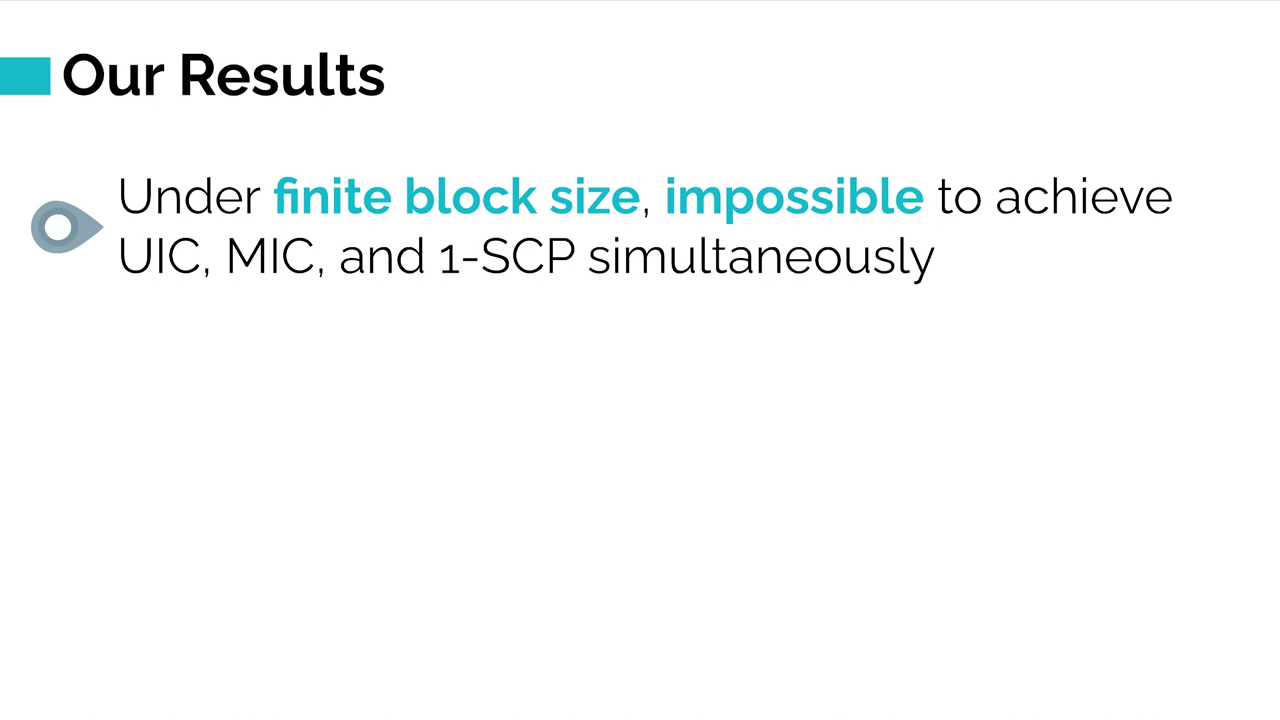 Our Results
Under finite block size, impossible to achieve
UIC, MIC, and 1-SCP simultaneously